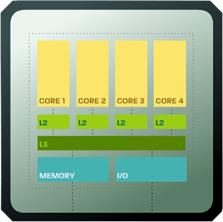 CORE 1 CORE 2 CORE 3 CORE 4
L2 L2 L2 L2
L3
MEMORY I/O